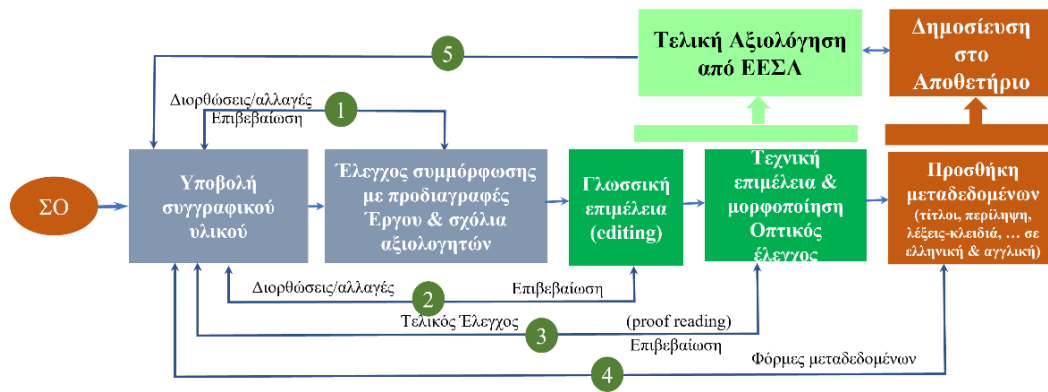 Τελική Αξιολόγηση
από ΕΕΣΑ
Δημοσίευση
στο
Αποθετήριο
5
Διορθώσεις/αλλαγές
Επιβεβαίωση
1
ΣΟ
Υποβολή
συγγραφικού
υλικού
Έλεγχος συμμόρφωσης
με προδιαγραφές
Έργου & σχόλια
αξιολογητών
Γλωσσική
επιμέλεια
(editing)
Τεχνική
επιμέλεια &
μορφοποίηση
Οπτικός
έλεγχος
Προσθήκη
μεταδεδομένων
(τίτλοι, περίληψη,
λέξεις-κλειδιά, … σε
ελληνική & αγγλική)
Διορθώσεις/αλλαγές
2
Επιβεβαίωση
Τελικός Έλεγχος
3
(proof reading)
Επιβεβαίωση
4
Φόρμες μεταδεδομένων